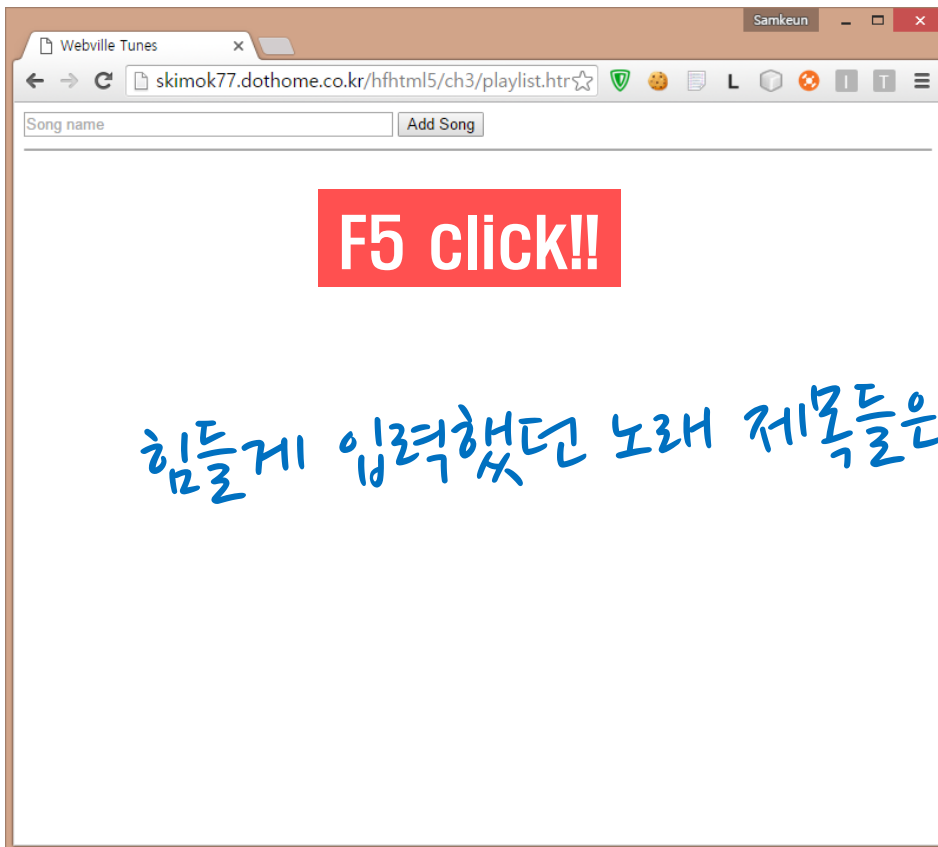 Samkeun
Webville Tunes
skimok77.dothome.co.kr/hfhtml5/ch3/playlist.htr
Song name Add Song
F5 click!!
힘들게 입력했던 노래 제목들은